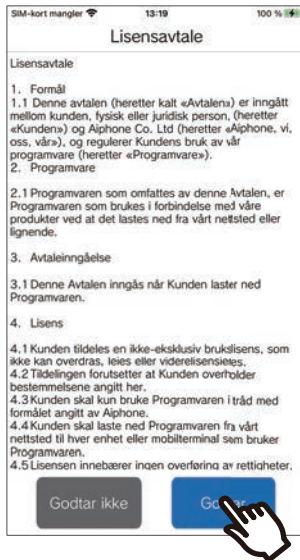 SIM-kort mangler 13:19 100 %
Lisensavtale
Lisensavtale
1. Formål
1.1 Denne avtalen (heretter kalt «Avtalen») er inngått
mellom kunden, fysisk eller juridisk person, (heretter
«Kunden») og Aiphone Co. Ltd (heretter «Aiphone, vi,
oss, vår»), og regulerer Kundens bruk av vår
programvare (heretter «Programvare»).
2. Programvare
2.1 Programvaren som omfattes av denne Avtalen, er
Programvaren som brukes i forbindelse med våre
produkter ved at det lastes ned fra vårt nettsted eller
lignende.
3. Avtaleinngåelse
3.1 Denne Avtalen inngås når Kunden laster ned
Programvaren.
4. Lisens
4.1 Kunden tildeles en ikke-eksklusiv brukslisens, som
ikke kan overdras, leies eller viderelisensieres.
4.2 Tildelingen forutsetter at Kunden overholder
bestemmelsene angitt her.
4.3 Kunden skal kun bruke Programvaren i tråd med
formålet angitt av Aiphone.
4.4 Kunden skal laste ned Programvaren fra vårt
nettsted til hver enhet eller mobilterminal som bruker
Programvaren.
4.5 Lisensen innebærer ingen overføring av rettigheter.
Godtar ikke